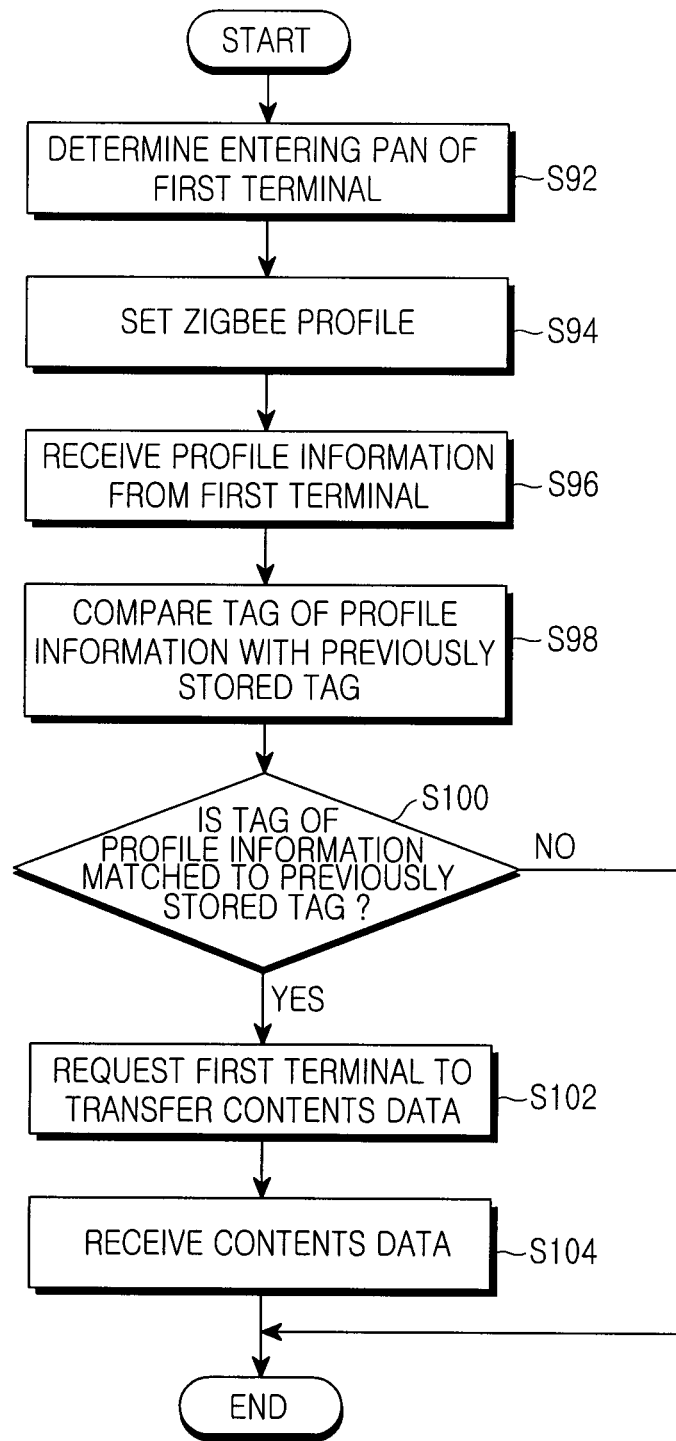 START
DETERMINE ENTERING PAN OF
FIRST TERMINAL
S92
SET ZIGBEE PROFILE
S94
RECEIVE PROFILE INFORMATION
FROM FIRST TERMINAL
S96
COMPARE TAG OF PROFILE
INFORMATION WITH PREVIOUSLY
STORED TAG
S98
S100
IS TAG OF
PROFILE INFORMATION
MATCHED TO PREVIOUSLY
STORED TAG ?
NO
YES
REQUEST FIRST TERMINAL TO
TRANSFER CONTENTS DATA
S102
RECEIVE CONTENTS DATA
S104
END